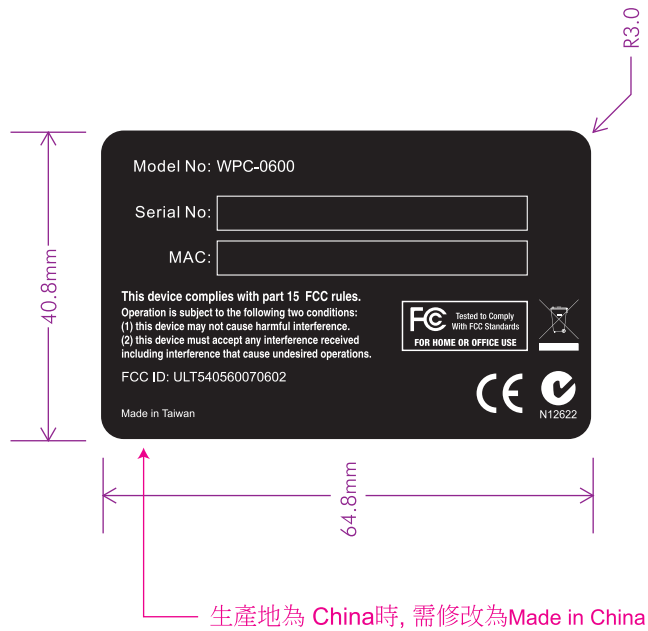 R3.0
40.8mm
Model No: WPC-0600
Serial No:
MAC:
This device complies with part 15 FCC rules.
Operation is subject to the following two conditions:
(1) this device may not cause harmful interference.
(2) this device must accept any interference received
including interference that cause undesired operations.
FCC ID: ULT540560070602
Made in Taiwan
FC Tested to Comply
With FCC Standards
FOR HOME OR OFFICE USE
CE
N12622
64.8mm
生產地為 China時, 需修改為Made in China